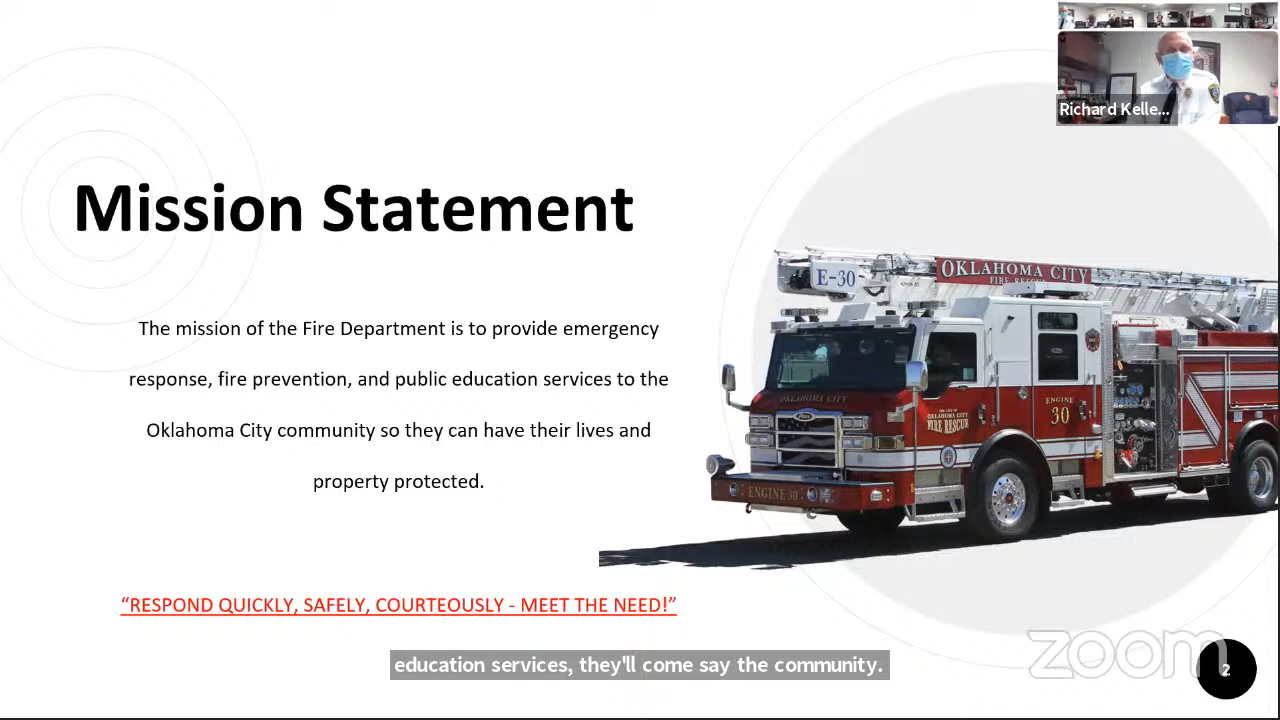 Richard Kelle...
Mission Statement
E-30
OKLAHOMA CITY
The mission of the Fire Department is to provide emergency
response, fire prevention, and public education services to the
Oklahoma City community so they can have their lives and
property protected.
OKLAHOMA CITY
ENGINE
30
OKLAHOMA CITY
FIRE RESCUE
ENGINE 30
“RESPOND QUICKLY, SAFELY, COURTEOUSLY - MEET THE NEED!”
education services, they'll come say the community.
zoom
2